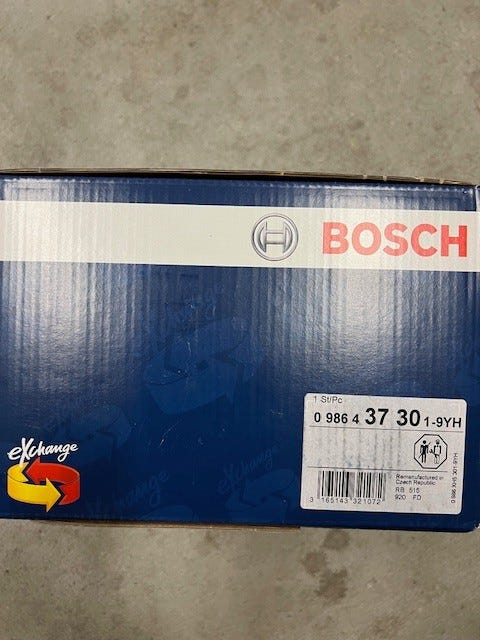 BOSCH
1 St/Pc
0 986 4 37 30 1-9YH
Remanufactured in
Czech Republic
RB 515
920 FD
3 165143 321072
eXchange